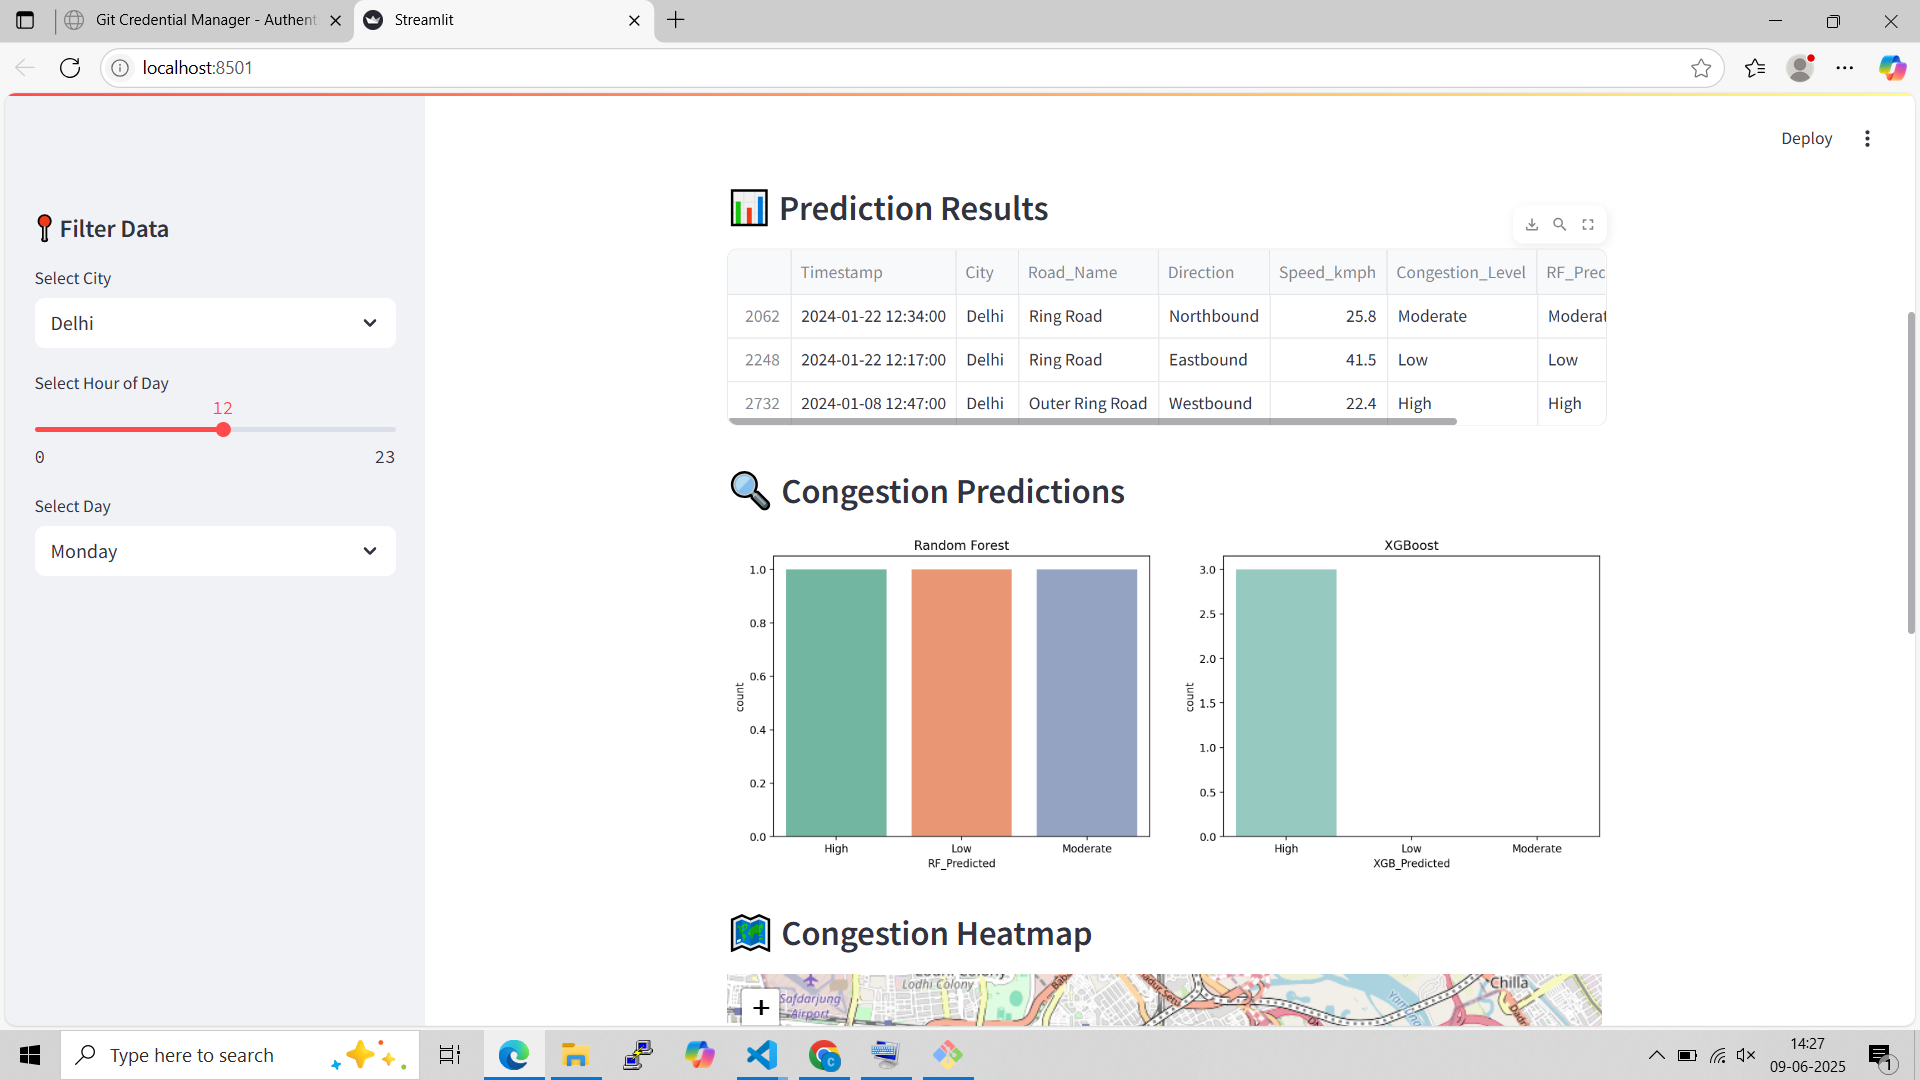 Git Credential Manager - Authent
Streamlit
localhost:8501
Deploy
Filter Data
Select City
Delhi
Select Hour of Day
12
0 23
Select Day
Monday
Prediction Results
Timestamp City Road_Name Direction Speed_kmph Congestion_Level RF_Prec
2062 2024-01-22 12:34:00 Delhi Ring Road Northbound 25.8 Moderate Moderat
2248 2024-01-22 12:17:00 Delhi Ring Road Eastbound 41.5 Low Low
2732 2024-01-08 12:47:00 Delhi Outer Ring Road Westbound 22.4 High High
Congestion Predictions
Random Forest
1.0
0.8
0.6
0.4
0.2
0.0
count
High Low Moderate
RF_Predicted
XGBoost
3.0
2.5
2.0
1.5
1.0
0.5
0.0
count
High Low Moderate
XGB_Predicted
Congestion Heatmap
+
Safdarjung
Airport
Lodhi Colony
Chilla
Type here to search
14:27
09-06-2025
1